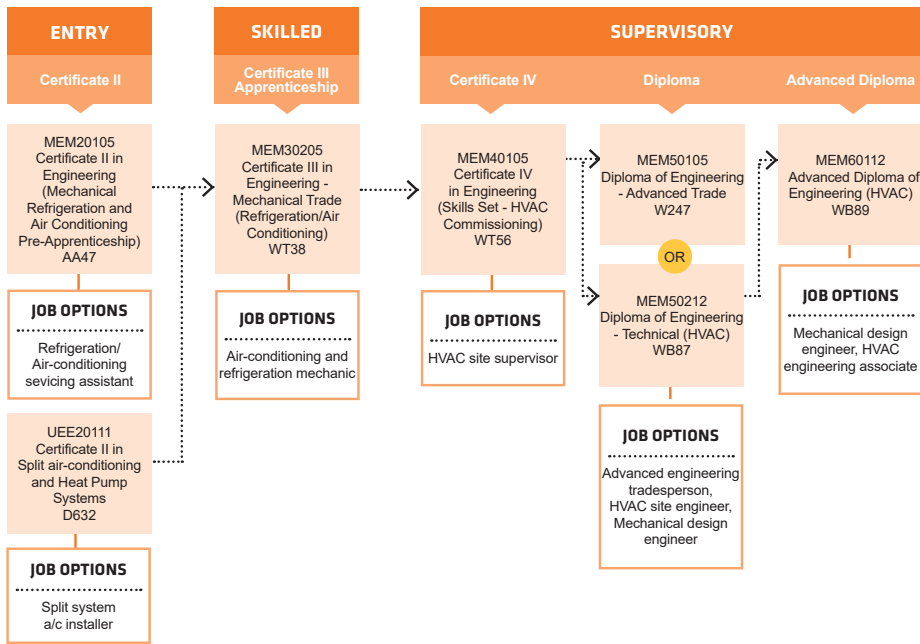 ENTRY
Certificate II
MEM20105
Certificate II in
Engineering
(Mechanical
Refrigeration and
Air Conditioning
Pre-Apprenticeship)
AA47
JOB OPTIONS
Refrigeration/
Air-conditioning
sevicing assistant
UEE20111
Certificate II in
Split air-conditioning
and Heat Pump
Systems
D632
JOB OPTIONS
Split system
a/c installer
SKILLED
Certificate III
Apprenticeship
MEM30205
Certificate III in
Engineering -
Mechanical Trade
(Refrigeration/Air
Conditioning)
WT38
JOB OPTIONS
Air-conditioning and
refrigeration mechanic
SUPERVISORY
Certificate IV
MEM40105
Certificate IV
in Engineering
(Skills Set - HVAC
Commissioning)
WT56
JOB OPTIONS
HVAC site supervisor
Diploma
MEM50105
Diploma of Engineering
- Advanced Trade
W247
OR
MEM50212
Diploma of Engineering
- Technical (HVAC)
WB87
JOB OPTIONS
Advanced engineering
tradesperson,
HVAC site engineer,
Mechanical design
engineer
Advanced Diploma
MEM60112
Advanced Diploma of
Engineering (HVAC)
WB89
JOB OPTIONS
Mechanical design
engineer, HVAC
engineering associate